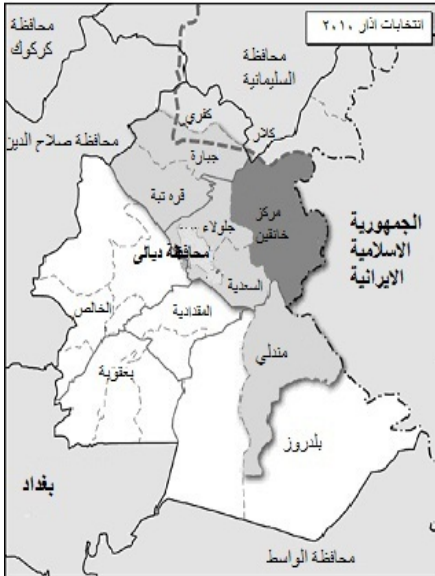 انتخابات اذار ٢٠١٠
محافظة
كركوك
محافظة
السليمانية
كفري
كلار
محافظة صلاح الدين
جبارة
قره تبة
مركز
خانقين
جلولاء
محافظة ديالى
السعدية
الجمهورية
الاسلامية
الايرانية
الخالص
المقدادية
مندلي
بعقوبة
بلدروز
بغداد
محافظة الواسط